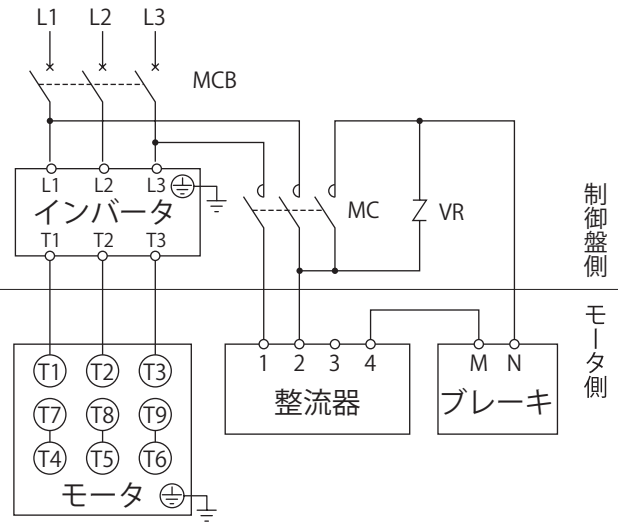 L1 L2 L3
MCB
L1 L2 L3
インバータ
T1 T2 T3
MC
VR
制御盤側
モータ側
1 2 3 4
整流器
M N
ブレーキ
T1 T2 T3
T7 T8 T9
T4 T5 T6
モータ